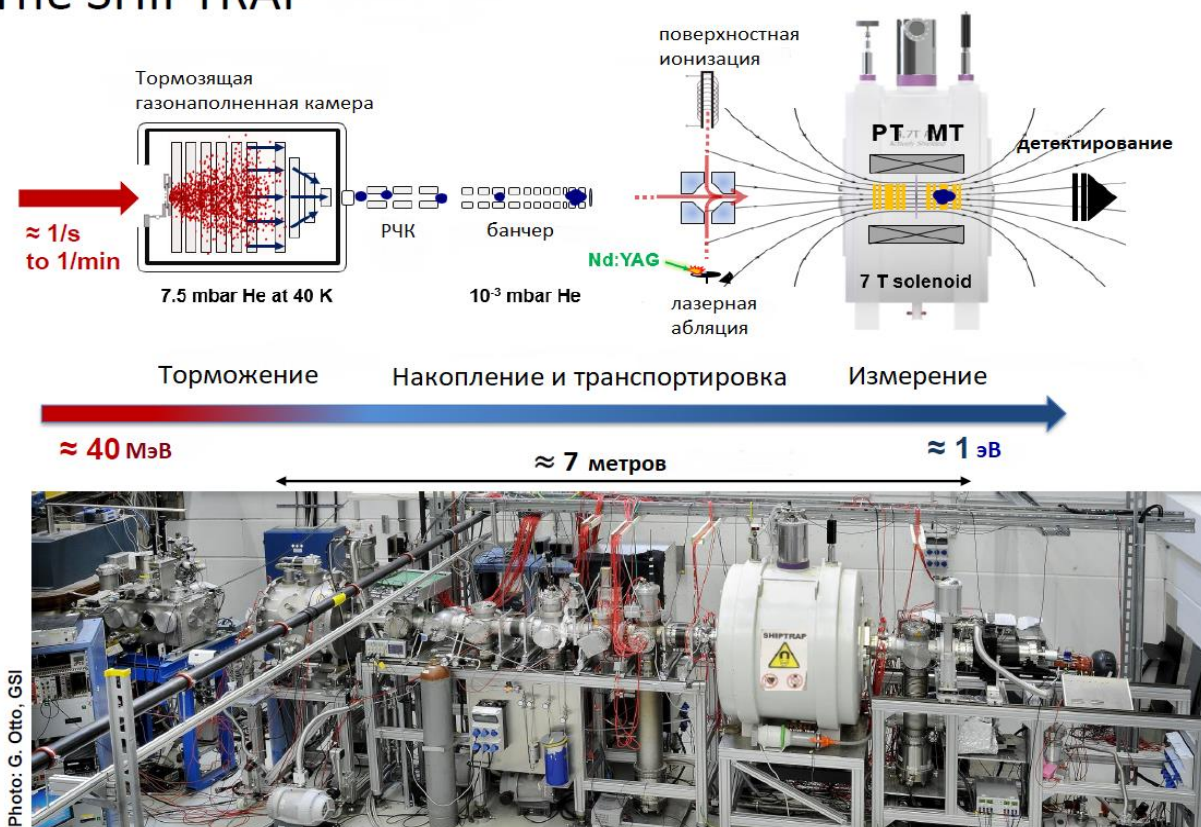 The SHIPTRAP
Тормозящая
газонаполненная камера
поверхностная
ионизация
PT MT
детектирование
≈ 1/s
to 1/min
РЧК
банчер
Nd:YAG
7.5 mbar He at 40 K
10⁻³ mbar He
лазерная
абляция
7 T solenoid
Торможение
Накопление и транспортировка
Измерение
≈ 40 МэВ
≈ 1 эВ
≈ 7 метров
SHIPTRAP
Photo: G. Otto, GSI